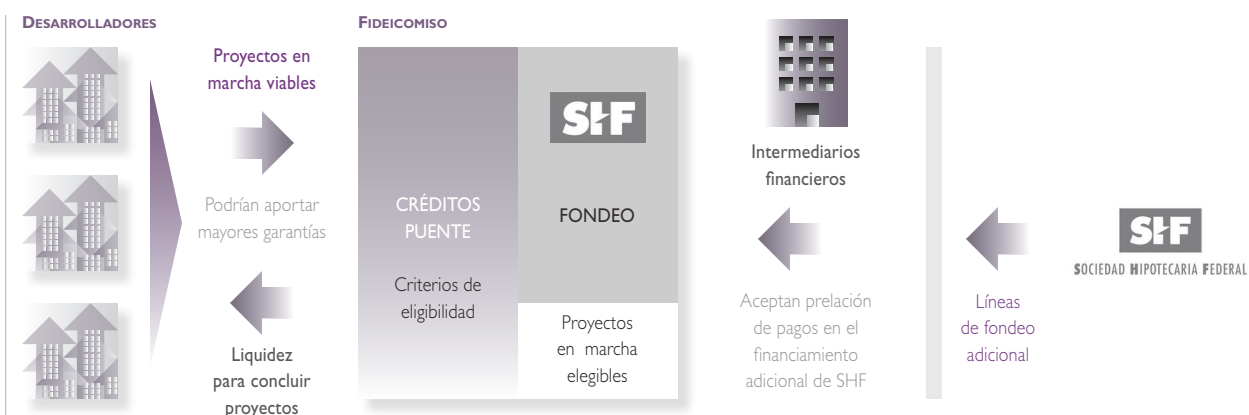 DESARROLLADORES
Proyectos en
marcha viables
Podrían aportar
mayores garantías
Liquidez
para concluir
proyectos
FIDEICOMISO
CRÉDITOS
PUENTE
Criterios de
eligibilidad
SHF
FONDEO
Proyectos
en marcha
elegibles
Intermediarios
financieros
Aceptan prelación
de pagos en el
financiamiento
adicional de SHF
Líneas
de fondeo
adicional
SHF
SOCIEDAD HIPOTECARIA FEDERAL